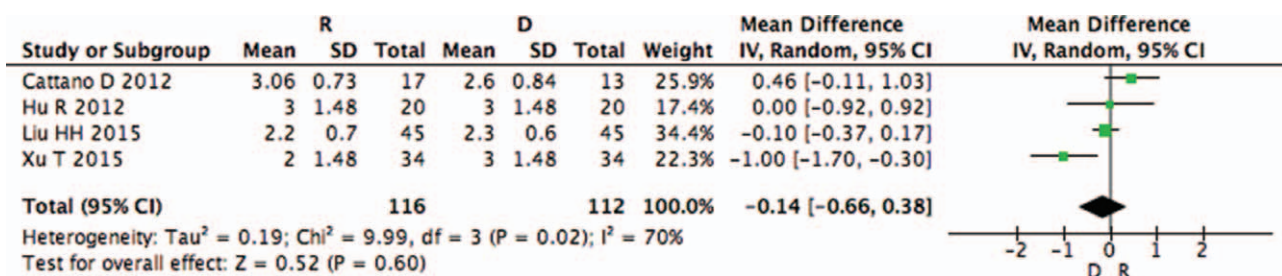 R D Mean Difference Mean Difference
Study or Subgroup Mean SD Total Mean SD Total Weight IV, Random, 95% CI IV, Random, 95% CI
Cattano D 2012 3.06 0.73 17 2.6 0.84 13 25.9% 0.46 [-0.11, 1.03]
Hu R 2012 3 1.48 20 3 1.48 20 17.4% 0.00 [-0.92, 0.92]
Liu HH 2015 2.2 0.7 45 2.3 0.6 45 34.4% -0.10 [-0.37, 0.17]
Xu T 2015 2 1.48 34 3 1.48 34 22.3% -1.00 [-1.70, -0.30]
Total (95% CI) 116 112 100.0% -0.14 [-0.66, 0.38]
Heterogeneity: Tau² = 0.19; Chi² = 9.99, df = 3 (P = 0.02); I² = 70%
Test for overall effect: Z = 0.52 (P = 0.60)
-2 -1 0 1 2
D R